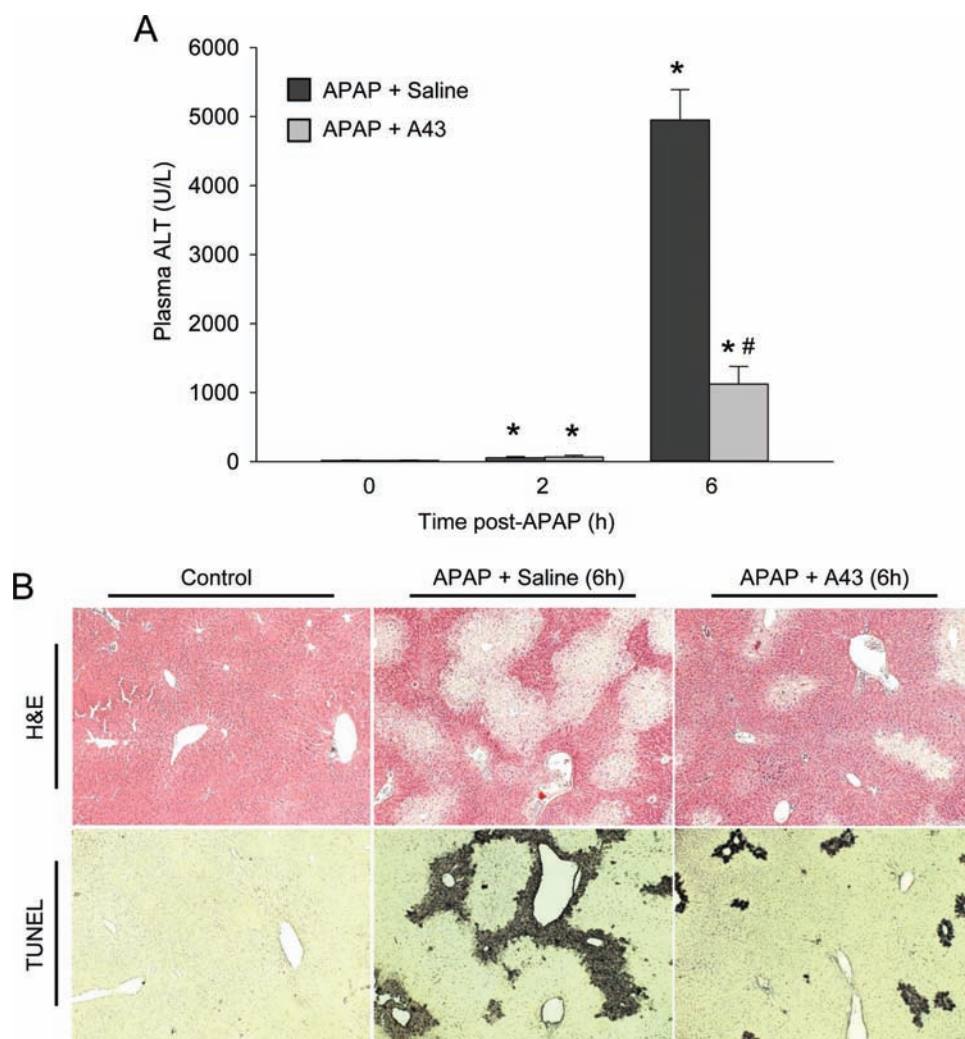 A
6000
5000
4000
3000
2000
1000
0
Plasma ALT (U/L)
APAP + Saline
APAP + A43
*
*
*
* #
0
2
6
Time post-APAP (h)
B
Control
APAP + Saline (6h)
APAP + A43 (6h)
H&E
TUNEL